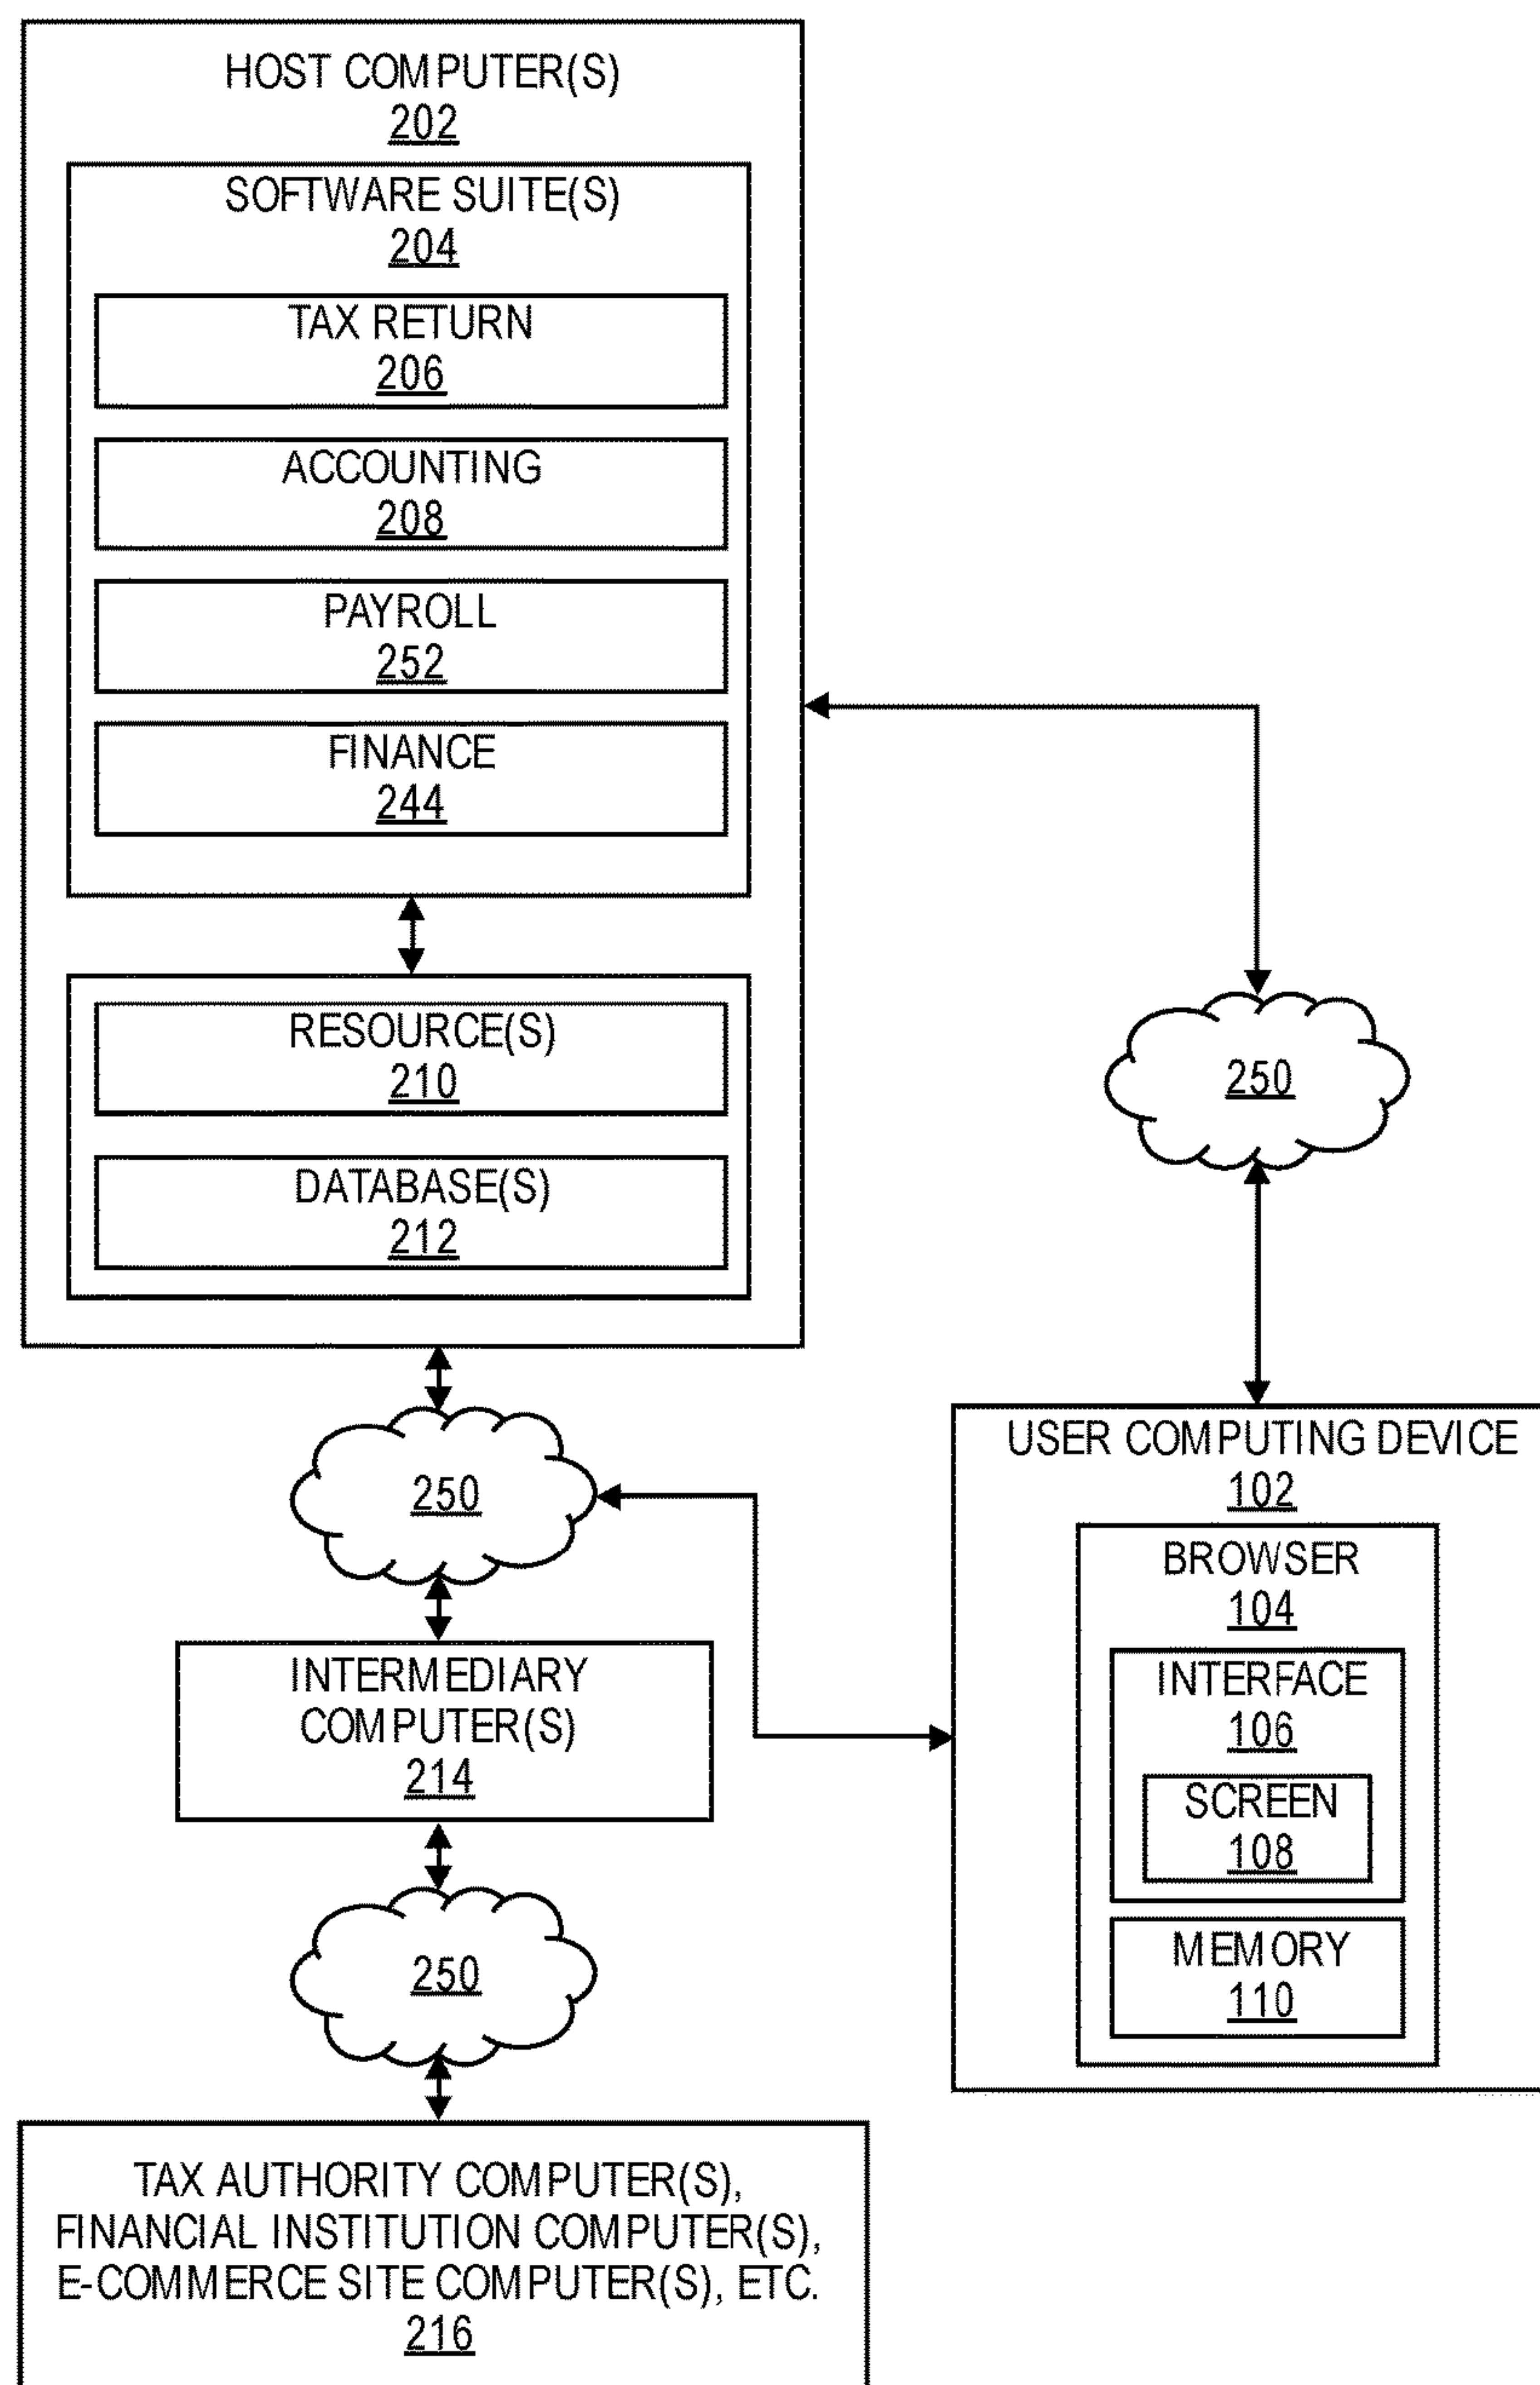 HOST COMPUTER(S)
202
SOFTWARE SUITE(S)
204
TAX RETURN
206
ACCOUNTING
208
PAYROLL
252
FINANCE
244
RESOURCE(S)
210
DATABASE(S)
212
250
250
USER COMPUTING DEVICE
102
BROWSER
104
INTERFACE
106
SCREEN
108
MEMORY
110
INTERMEDIARY
COMPUTER(S)
214
250
TAX AUTHORITY COMPUTER(S),
FINANCIAL INSTITUTION COMPUTER(S),
E-COMMERCE SITE COMPUTER(S), ETC.
216